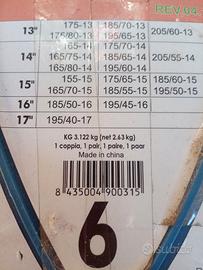 REV 04
13" 175-13 185/70-13 205/60-13
175/80-13 195/65-13
14" 165-14 175/70-14 205/55-14
165/70-14 185/60-14
165/80-14 195/60-14
15" 155-15 175/65-15 185/60-15
165/65-15 185/55-15 195/50-15
16" 185/50-16 195/45-16
17" 195/40-17
KG 3.122 kg (net 2.63 kg)
1 coppia, 1 pair, 1 paire, 1 paar
Made in china
8 435004 900315
6
Subito